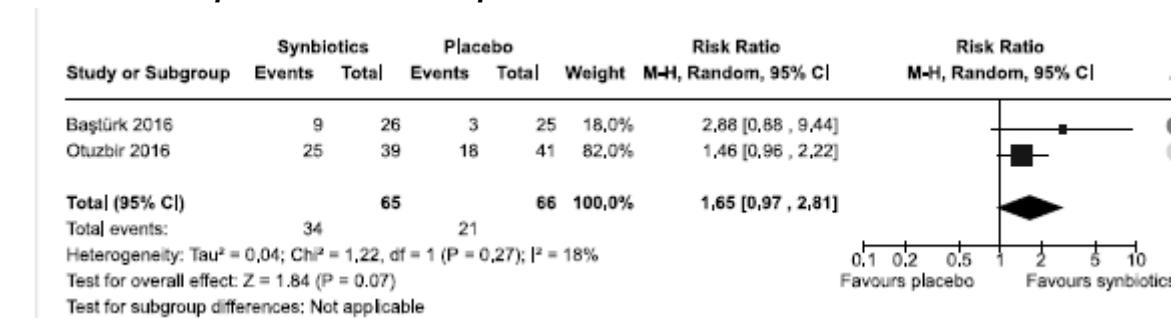 Synbiotics Placebo Risk Ratio Risk Ratio
Study or Subgroup Events Total Events Total Weight M-H, Random, 95% CI M-H, Random, 95% CI
Baştürk 2016 9 26 3 25 18,0% 2,88 [0,88 , 9,44]
Otuzbir 2016 25 39 18 41 82,0% 1,46 [0,96 , 2,22]
Total (95% CI) 65 66 100,0% 1,65 [0,97 , 2,81]
Total events: 34 21
Heterogeneity: Tau² = 0,04; Chi² = 1,22, df = 1 (P = 0,27); I² = 18%
0,1 0,2 0,5 1 2 5 10
Test for overall effect: Z = 1.84 (P = 0.07)
Favours placebo Favours synbiotics
Test for subgroup differences: Not applicable